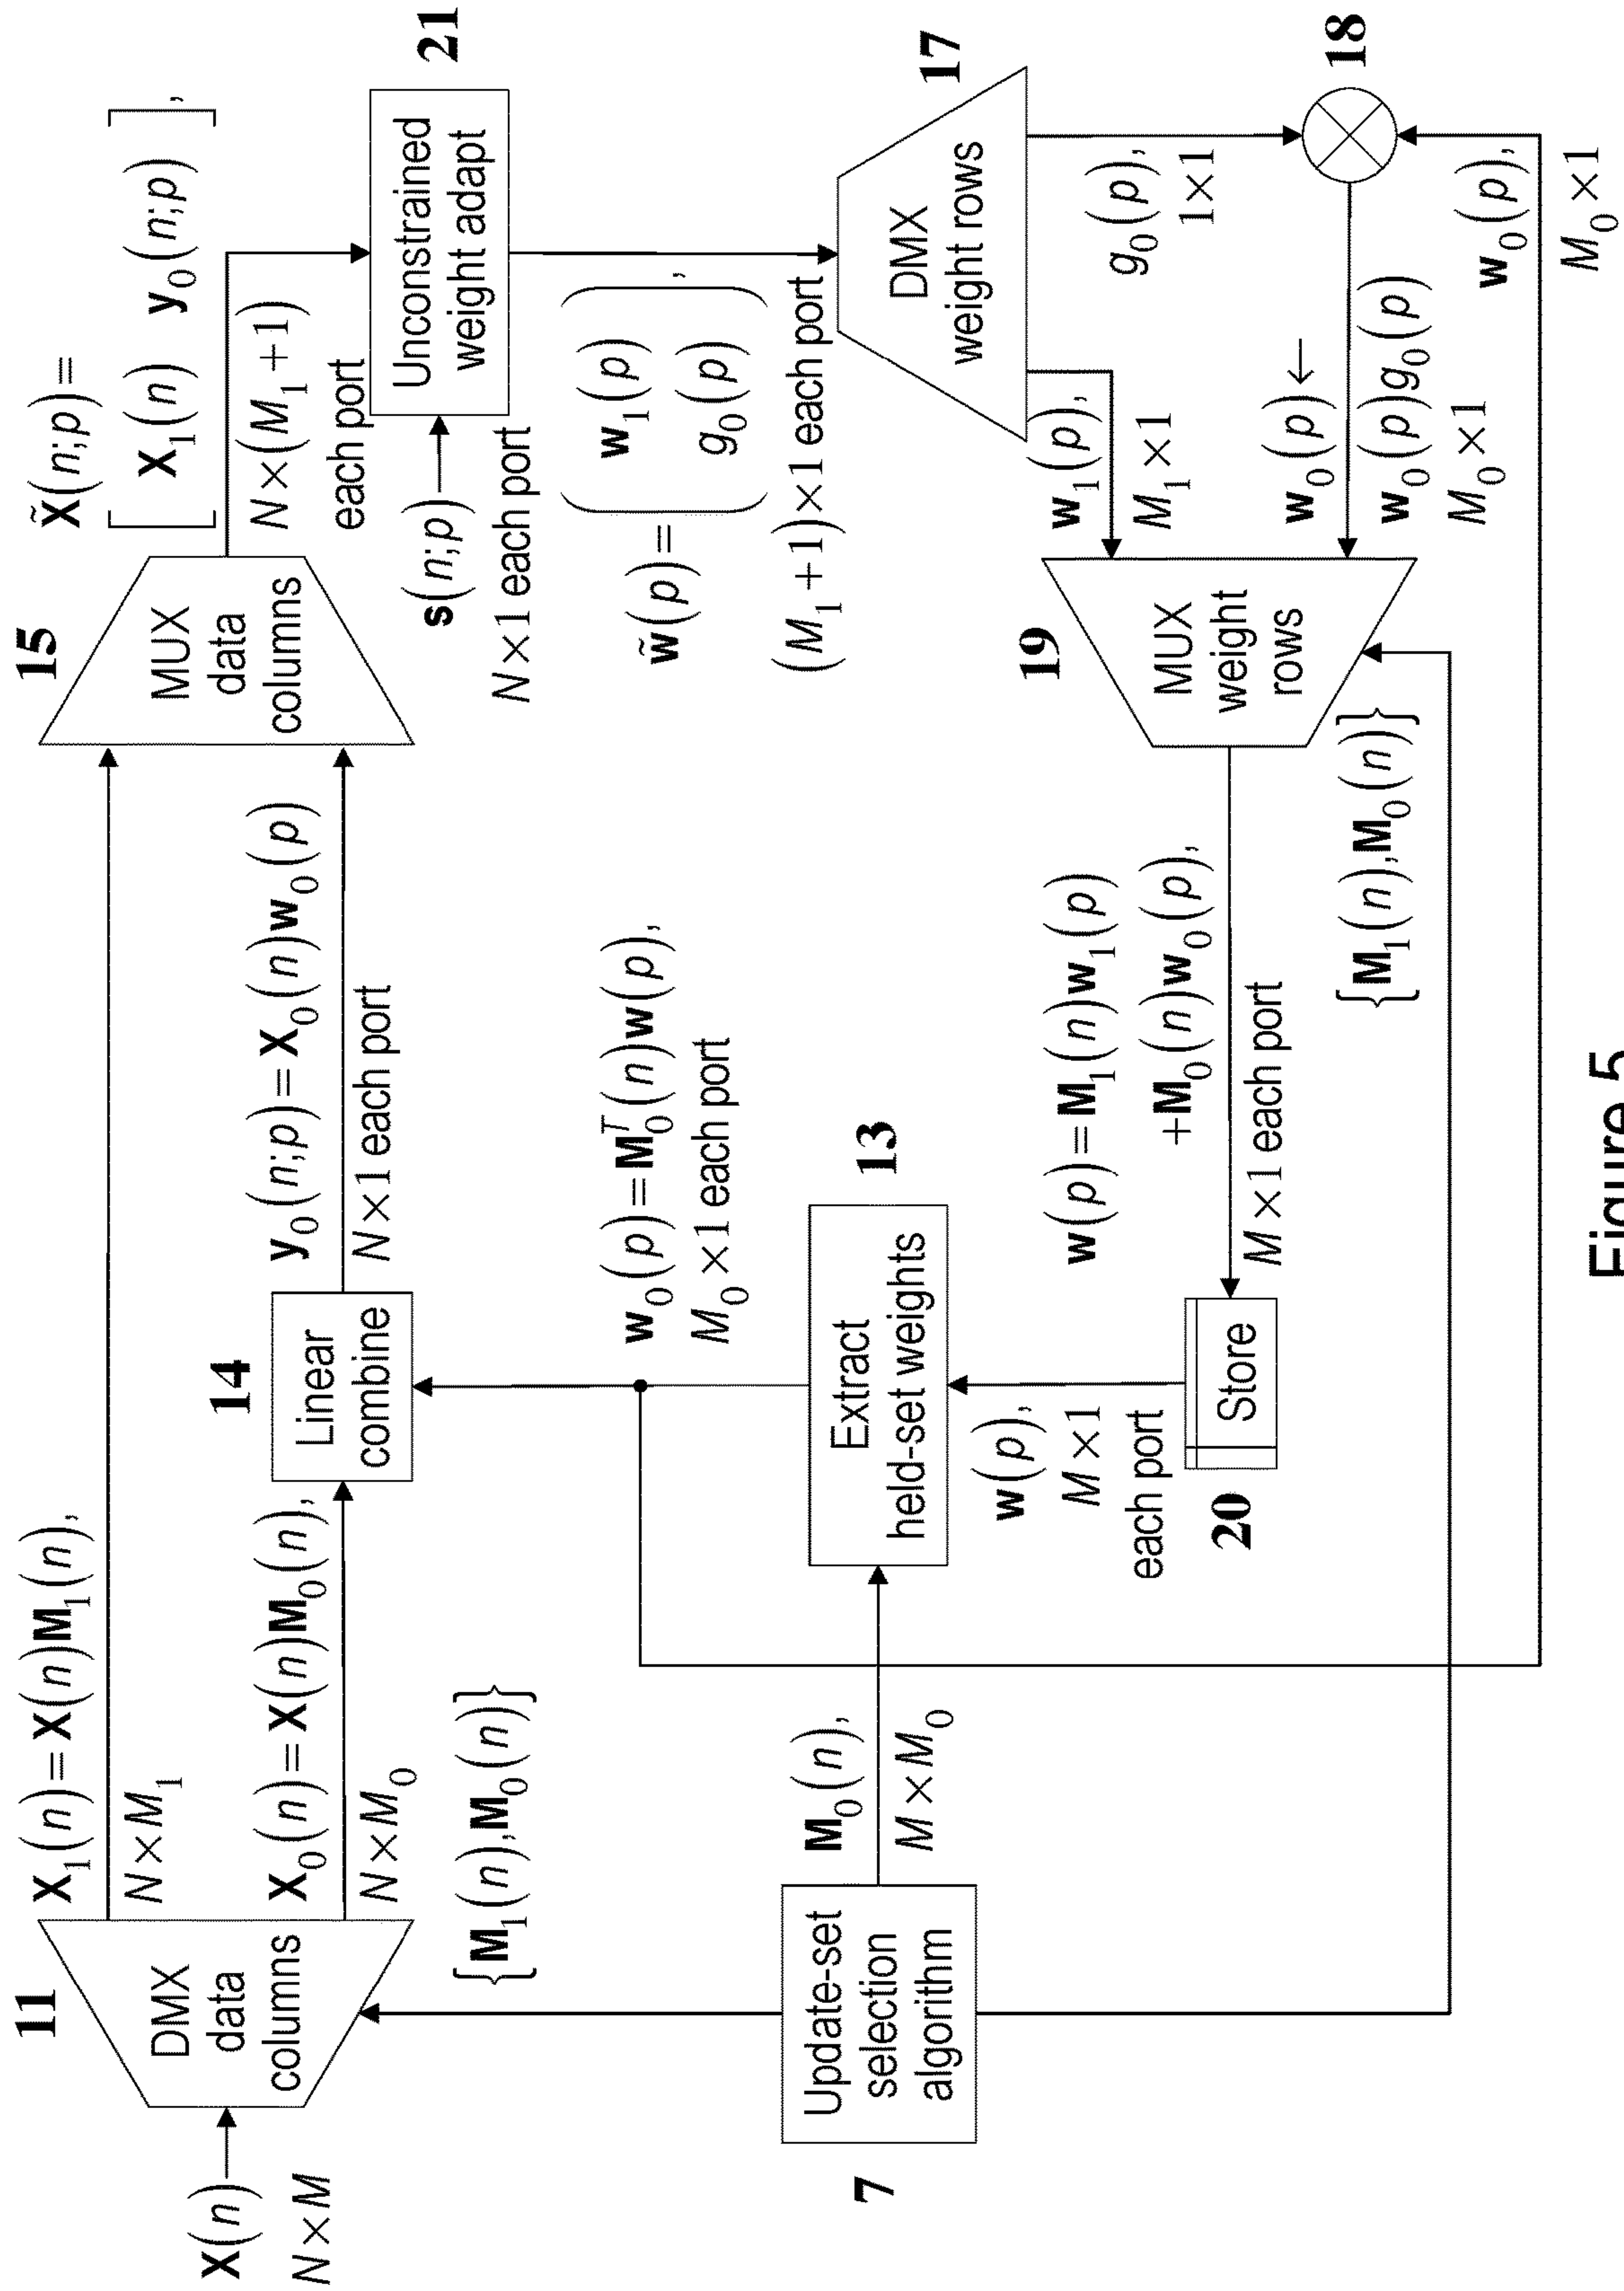 11
DMX
data
columns
X(n)
N×M
X₁(n) = X(n)M₁(n),
N×M₁
X₀(n) = X(n)M₀(n),
N×M₀
{M₁(n),M₀(n)}
14
Linear
combine
y₀(n;p) = X₀(n)w₀(p)
N×1 each port
15
MUX
data
columns
X̃(n;p) =
[ X₁(n) y₀(n;p) ],
N×(M₁+1)
each port
21
Unconstrained
weight adapt
s(n;p)
N×1 each port
w̃(p) = ( w₁(p)
g₀(p) ),
(M₁+1)×1 each port
17
DMX
weight rows
w₁(p),
M₁×1
g₀(p),
1×1
18
w₀(p) ←
w₀(p)g₀(p)
M₀×1
w₀(p),
M₀×1
19
MUX
weight
rows
{M₁(n),M₀(n)}
w(p) = M₁(n)w₁(p)
+M₀(n)w₀(p),
M×1 each port
20
Store
w(p),
M×1
each port
13
Extract
held-set weights
w₀(p) = M₀ᵀ(n)w(p),
M₀×1 each port
7
Update-set
selection
algorithm
M₀(n),
M×M₀
Figure 5